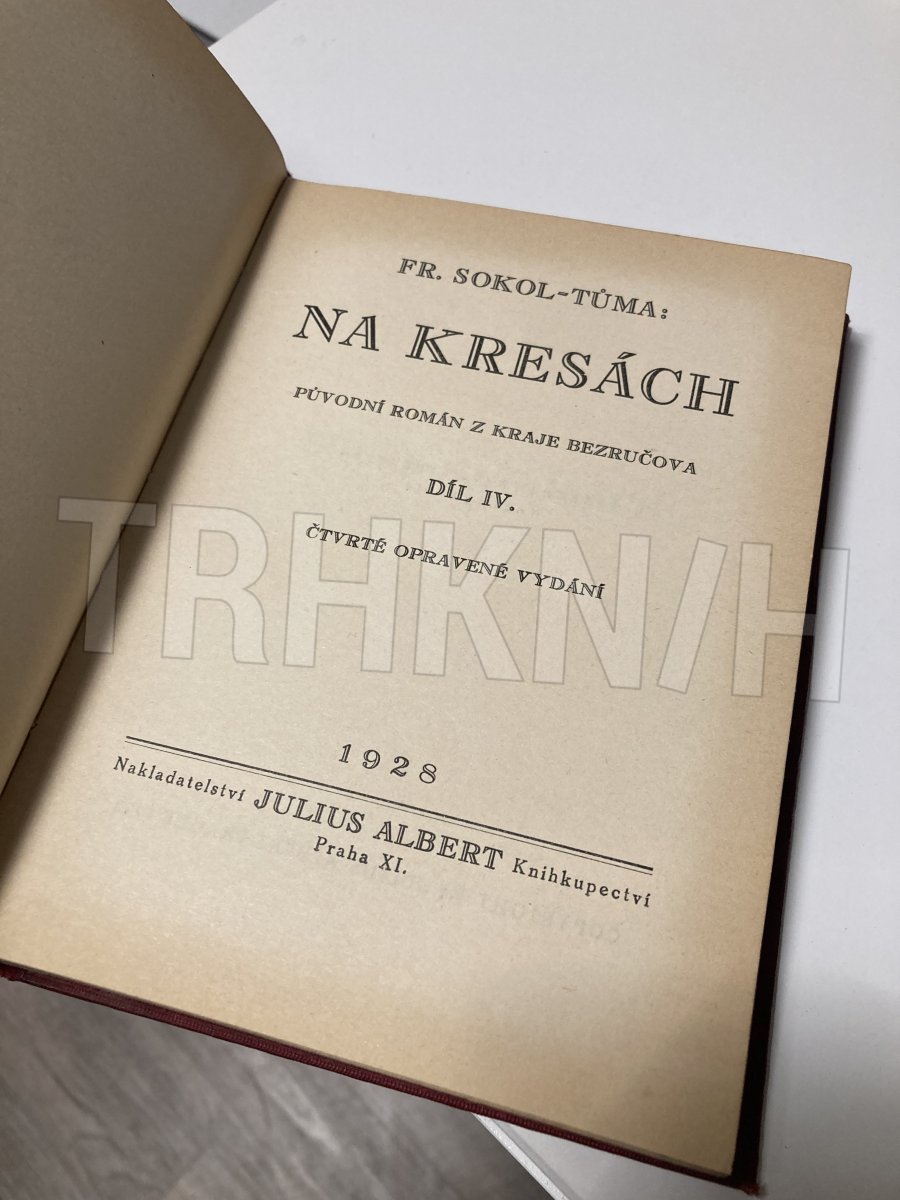 FR. SOKOL-TŮMA:
NA KRESÁCH
PŮVODNÍ ROMÁN Z KRAJE BEZRUČOVA
DÍL IV.
ČTVRTÉ OPRAVENÉ VYDÁNÍ
TRHKN/H
1928
Nakladatelství JULIUS ALBERT Knihkupectví
Praha XI.